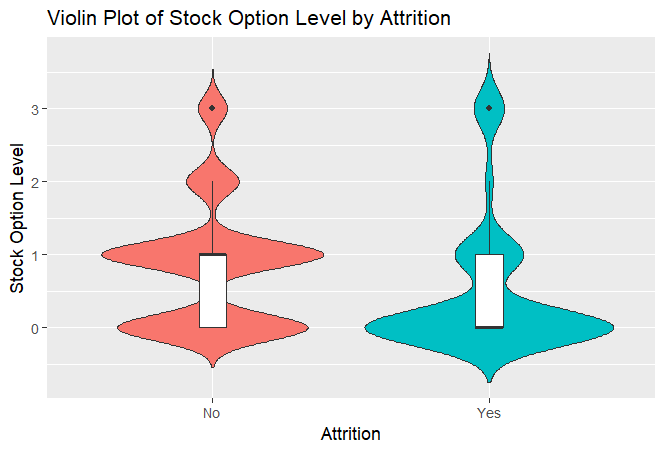 Violin Plot of Stock Option Level by Attrition
Stock Option Level
3
2
1
0
No Yes
Attrition